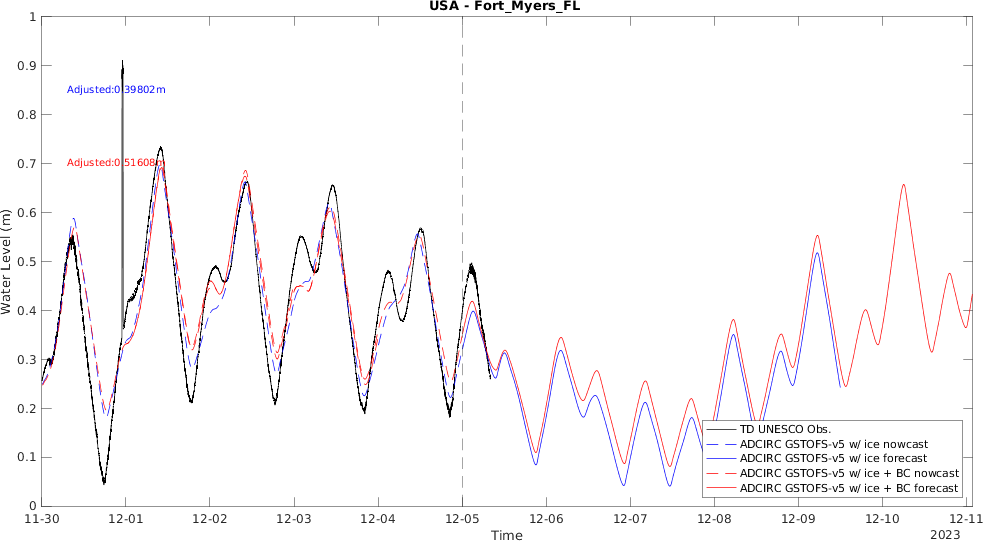 USA - Fort_Myers_FL
Water Level (m)
1
0.9
0.8
0.7
0.6
0.5
0.4
0.3
0.2
0.1
0
Adjusted:0.39802m
Adjusted:0.51608m
TD UNESCO Obs.
ADCIRC GSTOFS-v5 w/ ice nowcast
ADCIRC GSTOFS-v5 w/ ice forecast
ADCIRC GSTOFS-v5 w/ ice + BC nowcast
ADCIRC GSTOFS-v5 w/ ice + BC forecast
11-30 12-01 12-02 12-03 12-04 12-05 12-06 12-07 12-08 12-09 12-10 12-11
Time
2023